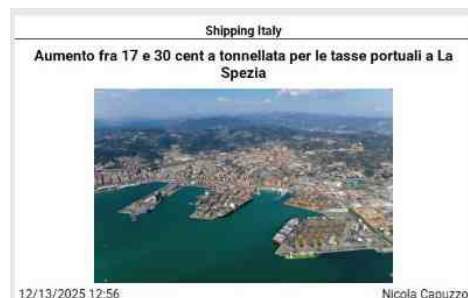 Shipping Italy
Aumento fra 17 e 30 cent a tonnellata per le tasse portuali a La
Spezia
12/13/2025 12:56
Nicola Capuzzo